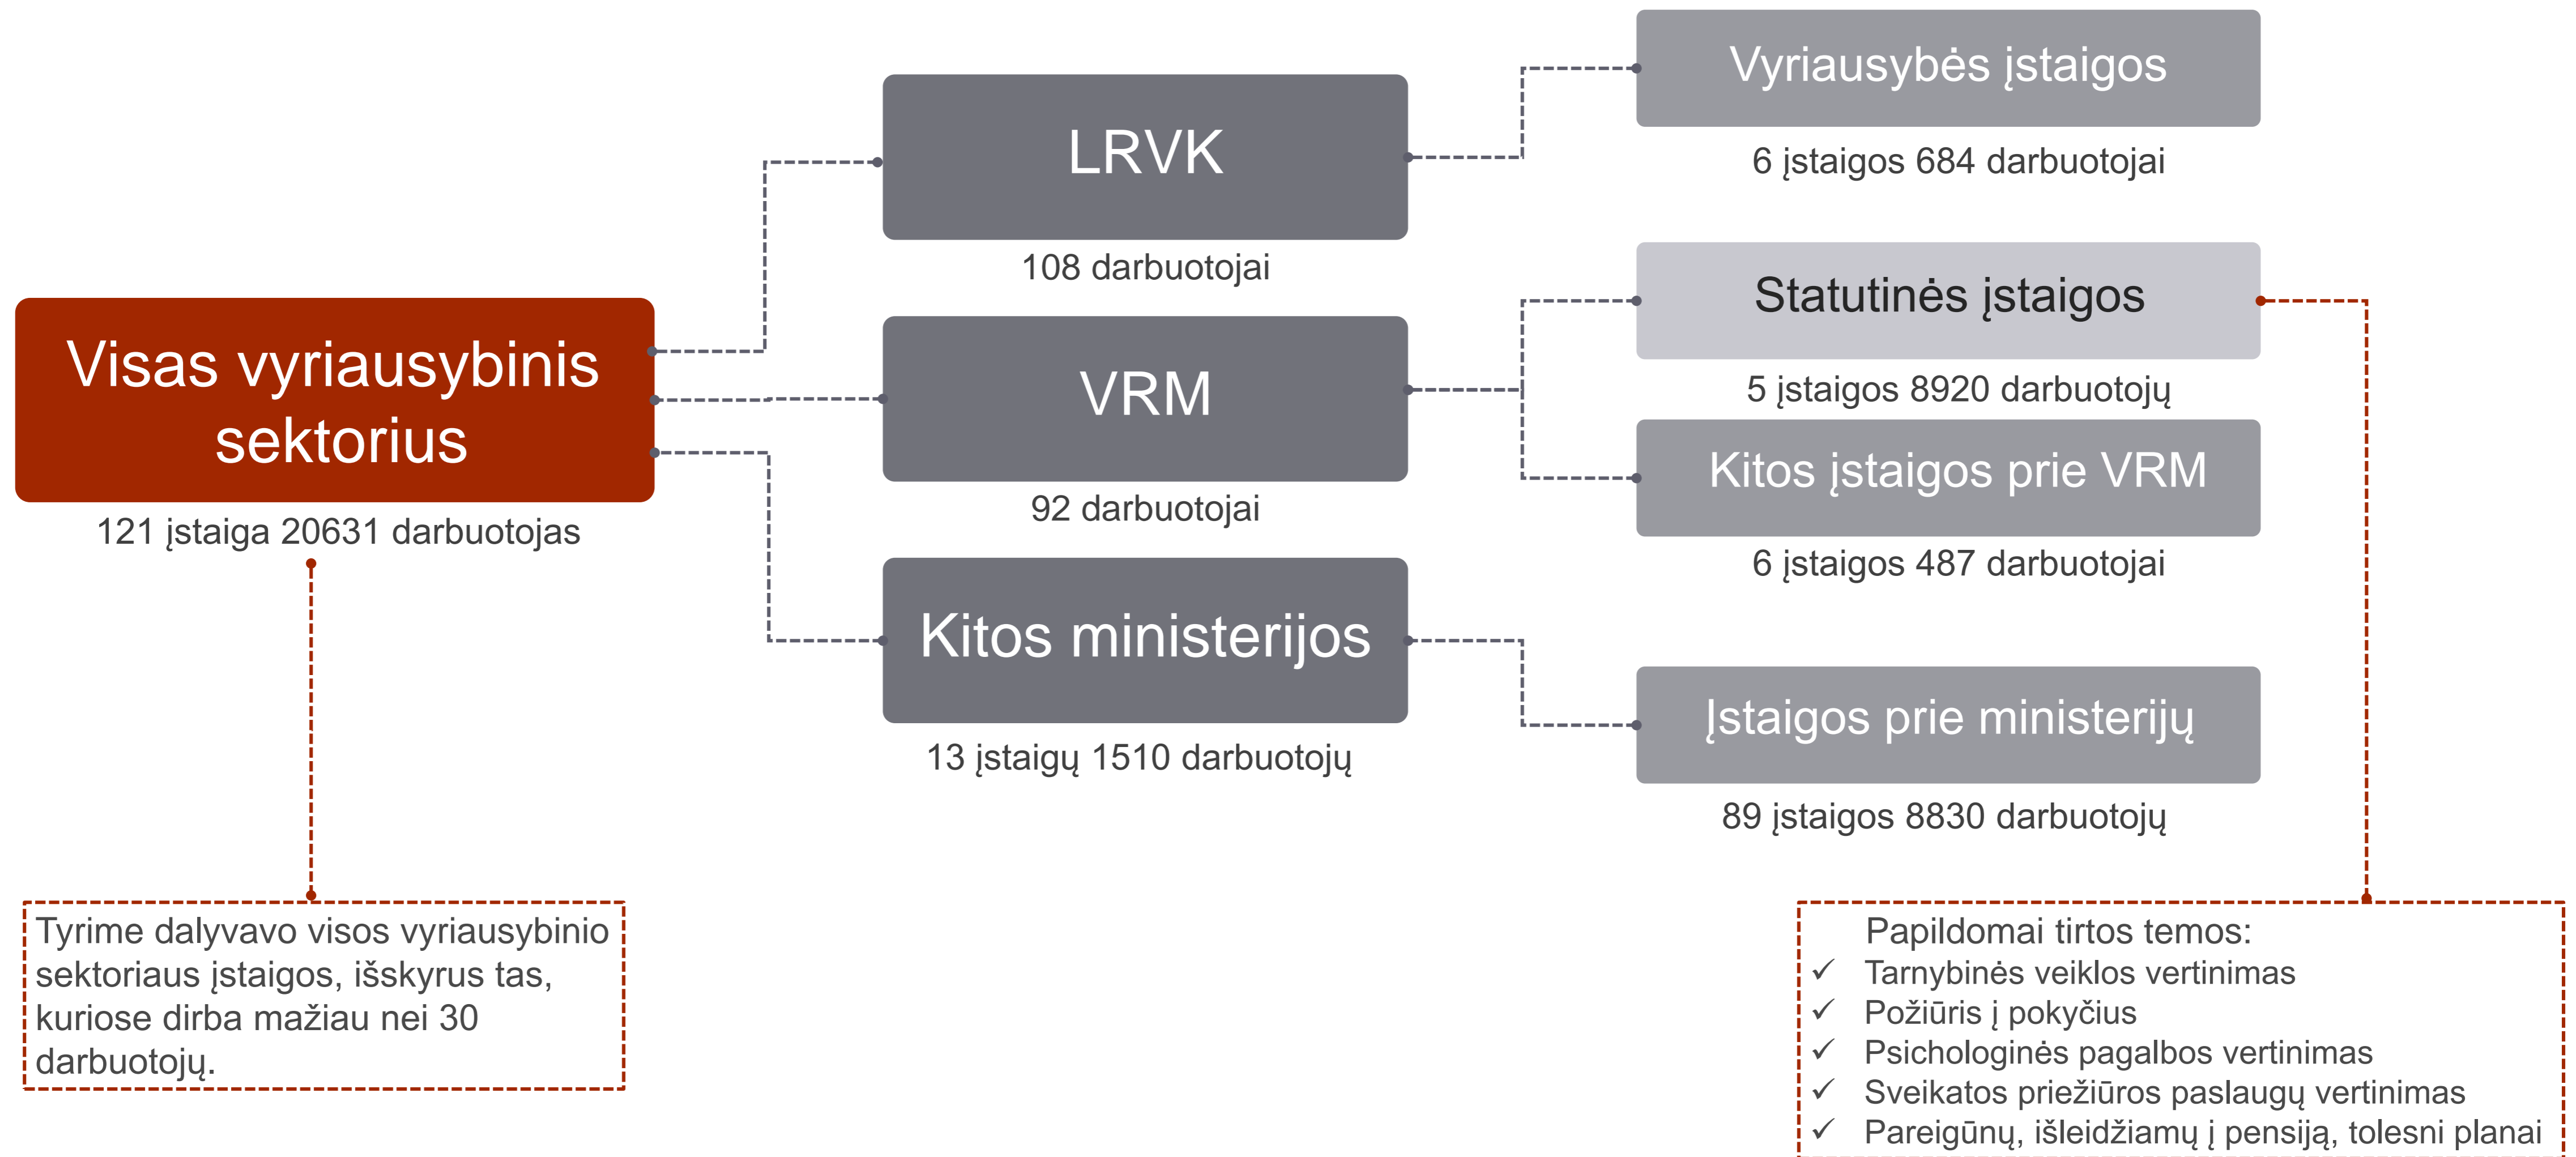 Visas vyriausybinis
sektorius
121 įstaiga 20631 darbuotojas
Tyrime dalyvavo visos vyriausybinio
sektoriaus įstaigos, išskyrus tas,
kuriose dirba mažiau nei 30
darbuotojų.
LRVK
108 darbuotojai
VRM
92 darbuotojai
Kitos ministerijos
13 įstaigų 1510 darbuotojų
Vyriausybės įstaigos
6 įstaigos 684 darbuotojai
Statutinės įstaigos
5 įstaigos 8920 darbuotojų
Kitos įstaigos prie VRM
6 įstaigos 487 darbuotojai
Įstaigos prie ministerijų
89 įstaigos 8830 darbuotojų
Papildomai tirtos temos:
✓ Tarnybinės veiklos vertinimas
✓ Požiūris į pokyčius
✓ Psichologinės pagalbos vertinimas
✓ Sveikatos priežiūros paslaugų vertinimas
✓ Pareigūnų, išleidžiamų į pensiją, tolesni planai